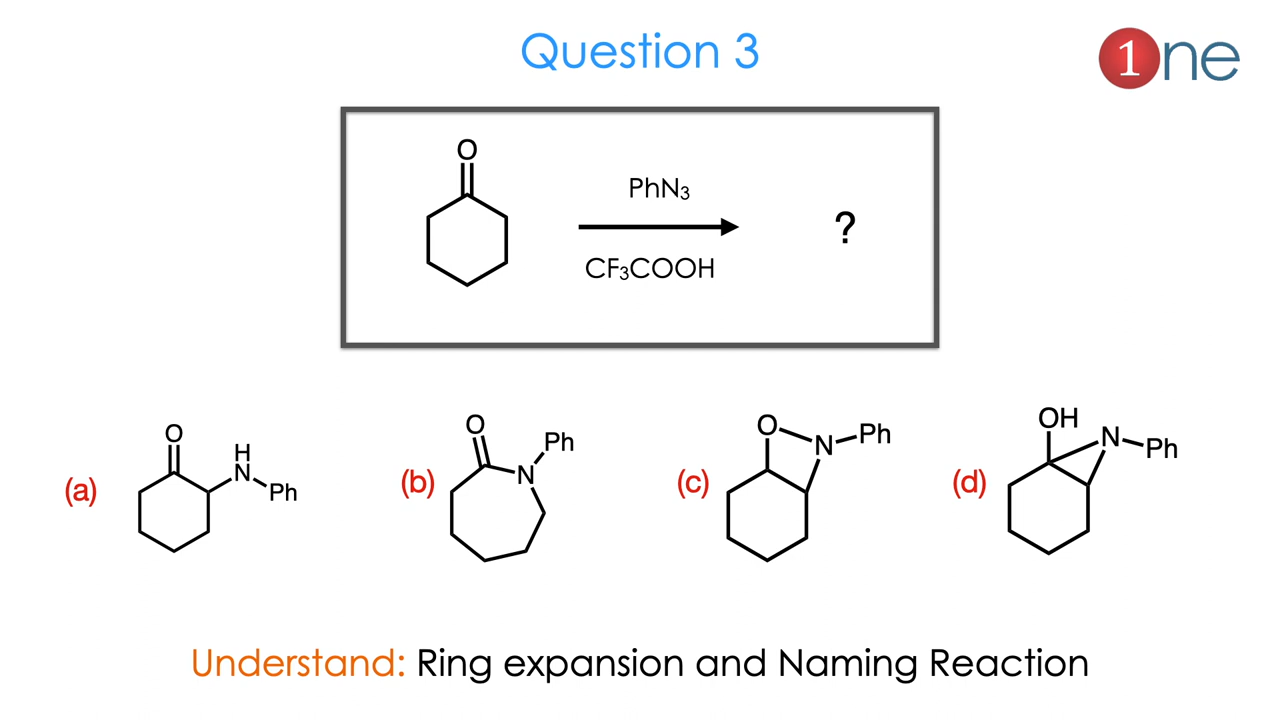 Question 3
1ne
O
PhN₃
CF₃COOH
?
(a)
O
H
N
Ph
(b)
O
N
Ph
(c)
O
N
Ph
(d)
OH
N
Ph
Understand: Ring expansion and Naming Reaction